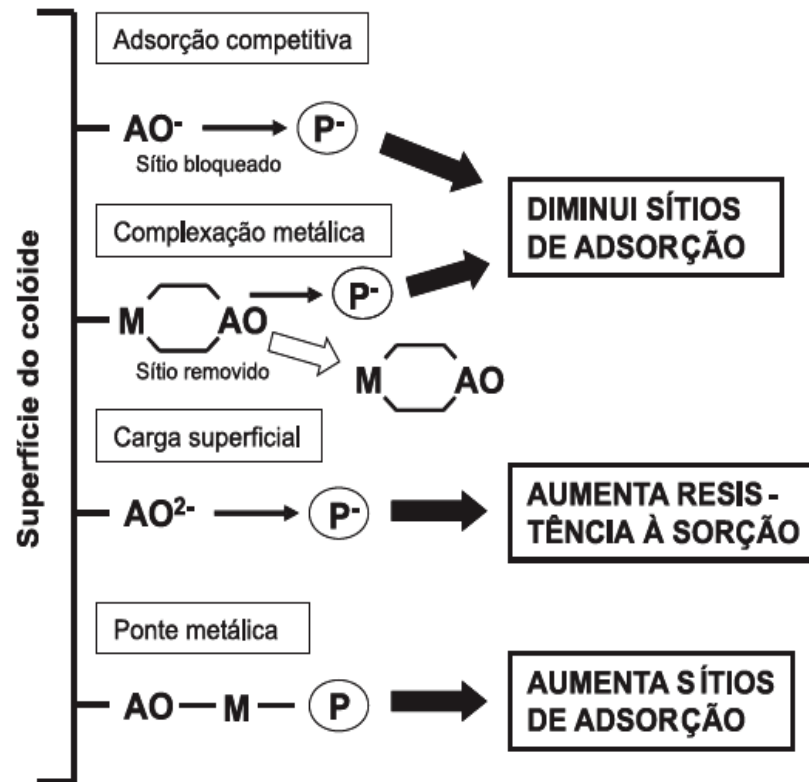 Superfície do colóide
Adsorção competitiva
AO⁻ P⁻
Sítio bloqueado
DIMINUI SÍTIOS
DE ADSORÇÃO
Complexação metálica
M AO P⁻
Sítio removido
M AO
Carga superficial
AO²⁻ P⁻
AUMENTA RESIS -
TÊNCIA À SORÇÃO
Ponte metálica
AO — M — P
AUMENTA SÍTIOS
DE ADSORÇÃO